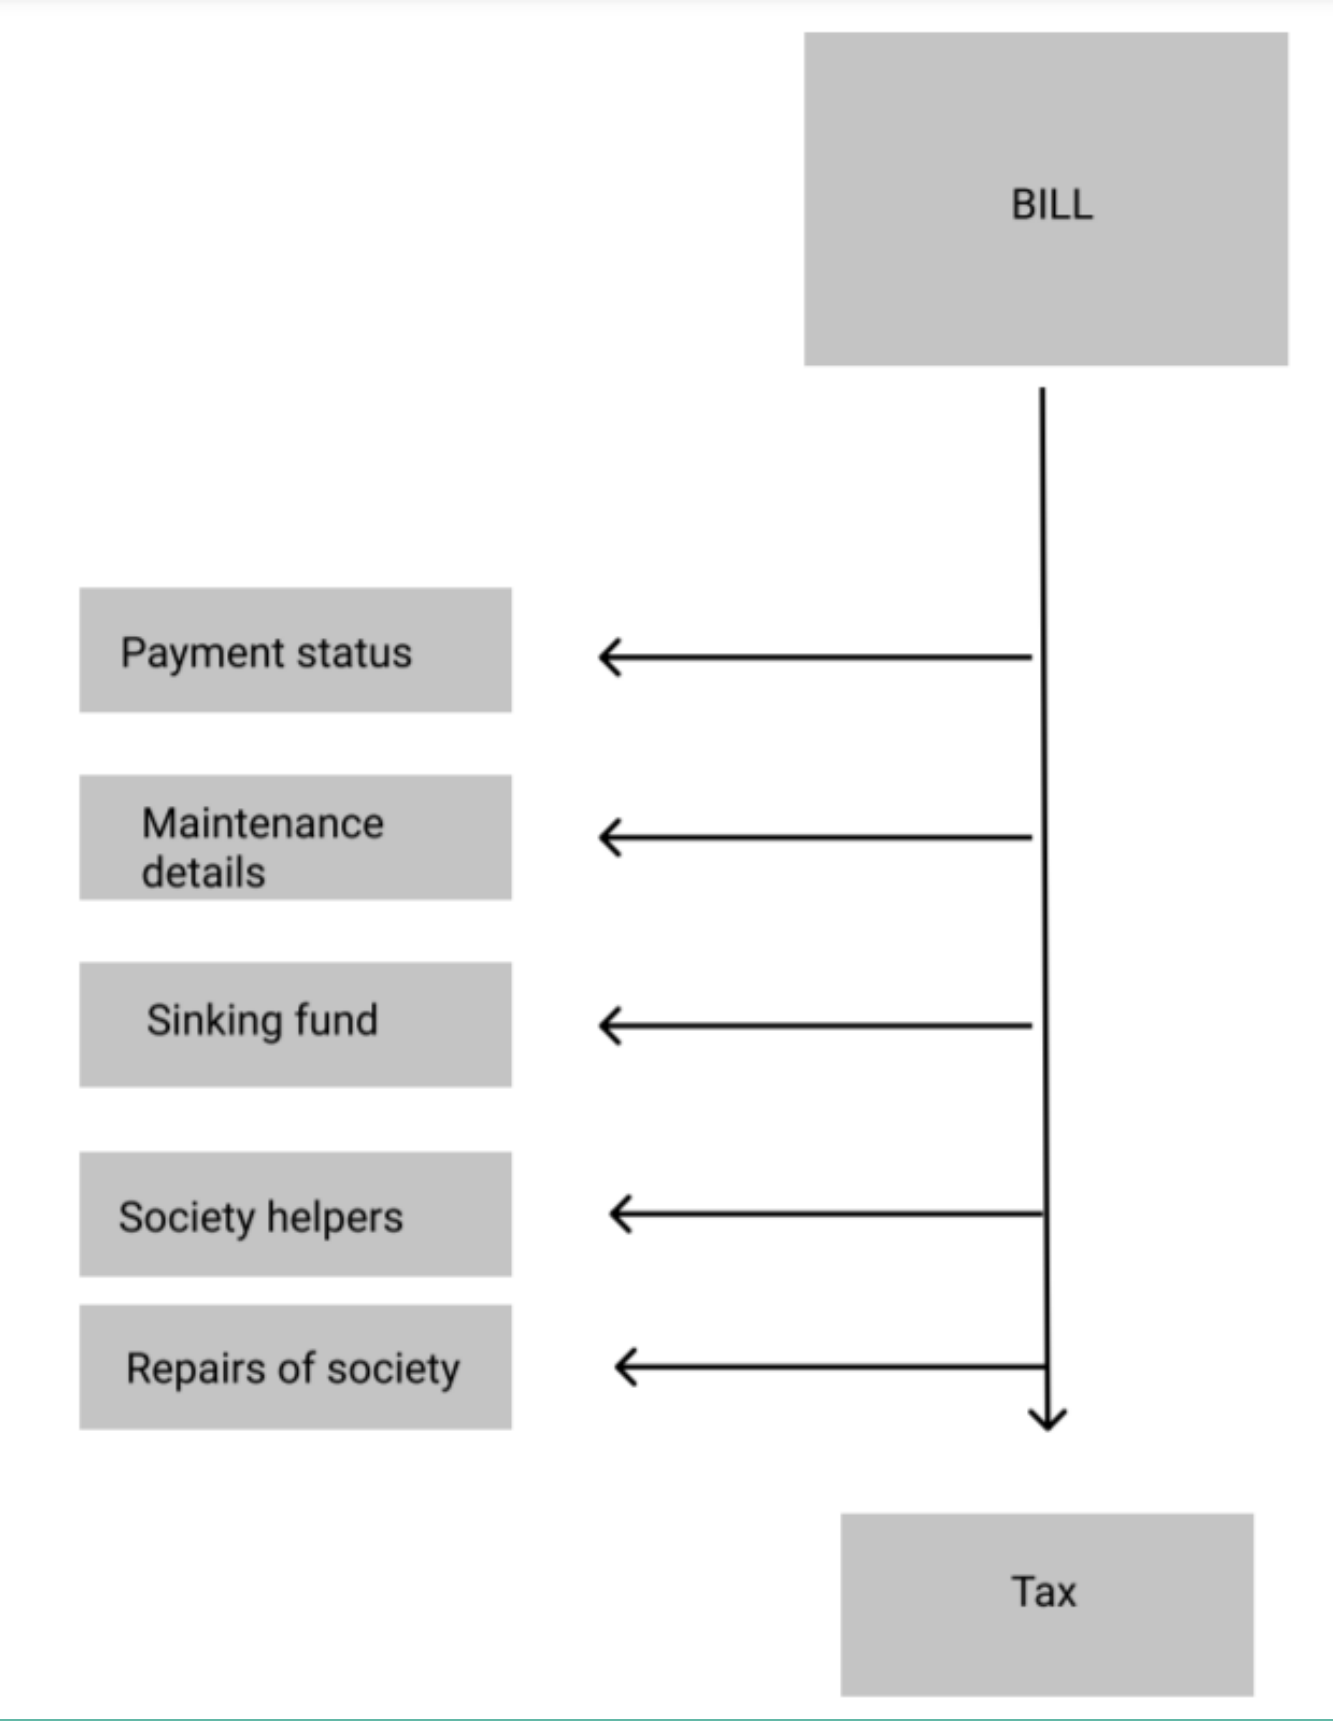 BILL
Payment status
Maintenance
details
Sinking fund
Society helpers
Repairs of society
Tax